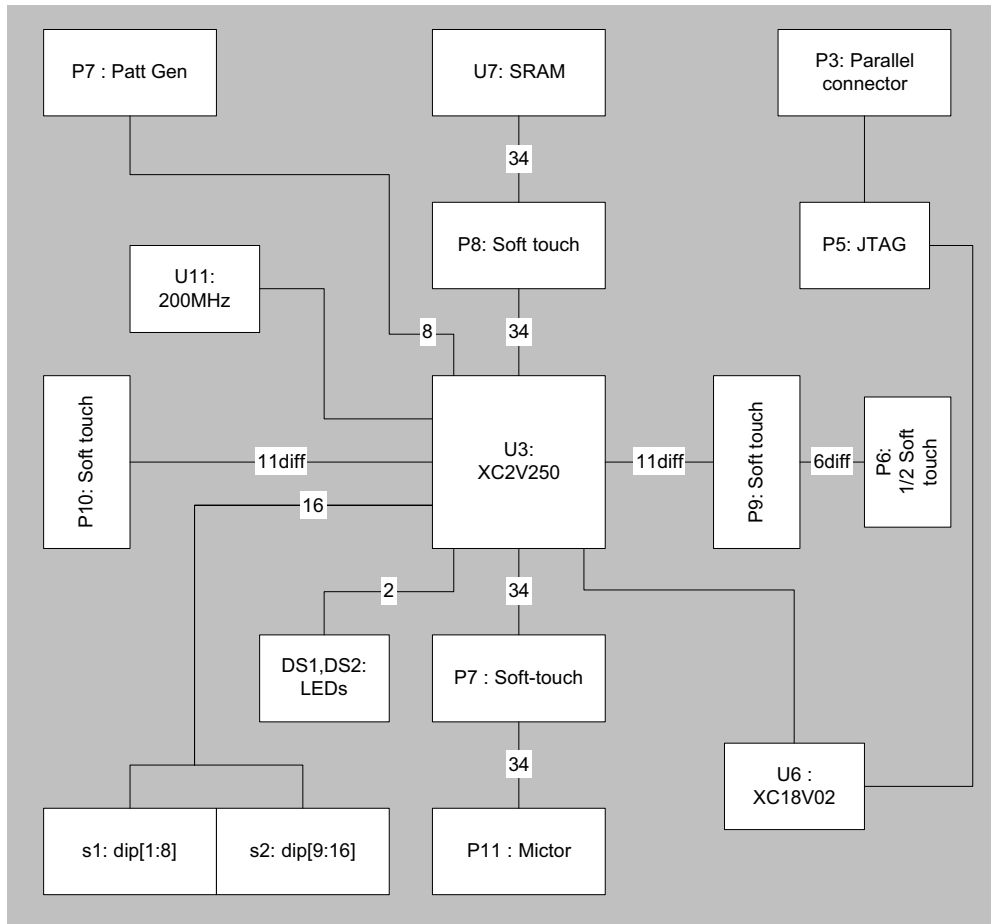 P7 : Patt Gen
U7: SRAM
P3: Parallel
connector
34
P8: Soft touch
P5: JTAG
U11:
200MHz
8
34
P10: Soft touch
11diff
U3:
XC2V250
11diff
P9: Soft touch
6diff
P6:
1/2 Soft
touch
16
2
34
DS1,DS2:
LEDs
P7 : Soft-touch
34
U6 :
XC18V02
s1: dip[1:8]
s2: dip[9:16]
P11 : Mictor